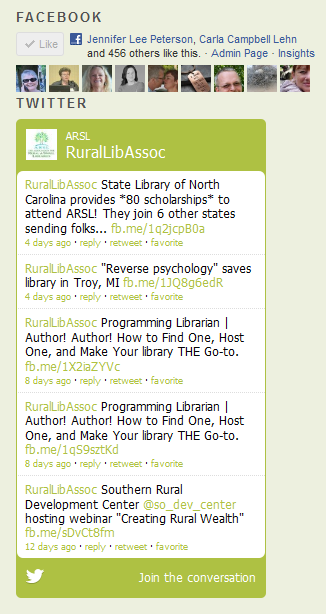 FACEBOOK
Like
Jennifer Lee Peterson, Carla Campbell Lehn
and 456 others like this. · Admin Page · Insights
TWITTER
ARSL
RuralLibAssoc
RuralLibAssoc State Library of North
Carolina provides *80 scholarships* to
attend ARSL! They join 6 other states
sending folks... fb.me/1q2jcpB0a
4 days ago · reply · retweet · favorite
RuralLibAssoc "Reverse psychology" saves
library in Troy, MI fb.me/1JQ8g6edR
4 days ago · reply · retweet · favorite
RuralLibAssoc Programming Librarian |
Author! Author! How to Find One, Host
One, and Make Your library THE Go-to.
fb.me/1X2iaZYVc
8 days ago · reply · retweet · favorite
RuralLibAssoc Programming Librarian |
Author! Author! How to Find One, Host
One, and Make Your library THE Go-to.
fb.me/1qS9sztKd
8 days ago · reply · retweet · favorite
RuralLibAssoc Southern Rural
Development Center @so_dev_center
hosting webinar "Creating Rural Wealth"
fb.me/sDvCt8fm
12 days ago · reply · retweet · favorite
Join the conversation